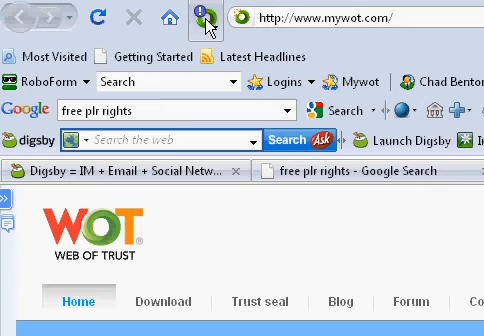 http://www.mywot.com/
Most Visited Getting Started Latest Headlines
RoboForm Search Logins Mywot Chad Bento
Google free plr rights Search
digsby Search the web Search Ask Launch Digsby
Digsby = IM + Email + Social Netw... free plr rights - Google Search
WOT®
WEB OF TRUST
Home Download Trust seal Blog Forum Co